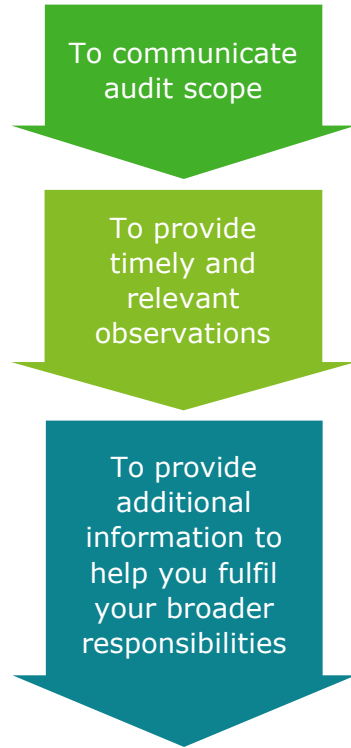 To communicate
audit scope
To provide
timely and
relevant
observations
To provide
additional
information to
help you fulfil
your broader
responsibilities